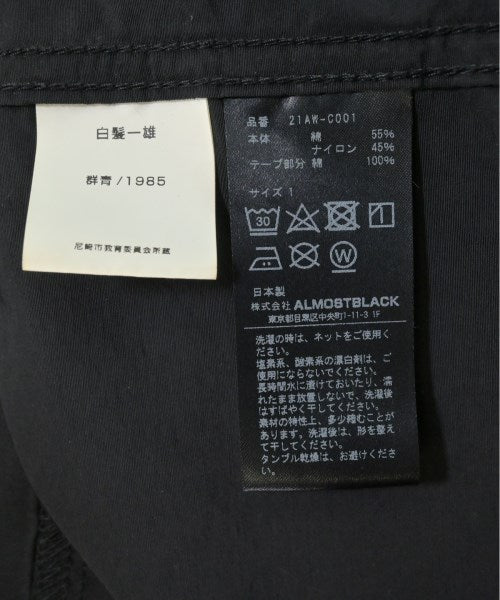 白髪一雄
群青/1985
尼崎市教育委員会所蔵
品番 21AW-C001
本体 綿 55%
ナイロン 45%
テープ部分 綿 100%
サイズ 1
30
W
日本製
株式会社 ALMOSTBLACK
東京都目黒区中央町1-11-3 1F
洗濯の時は、ネットをご使用く
ださい。
塩素系、酸素系の漂白剤は、ご
使用にならないでください。
長時間水に漬けておいたり、濡
れたまま放置しないで、洗濯後
はすばやく干してください。
素材の特性上、多少縮むことが
あります。洗濯後は、形を整え
て干してください。
タンブル乾燥は、お避けくださ
い。